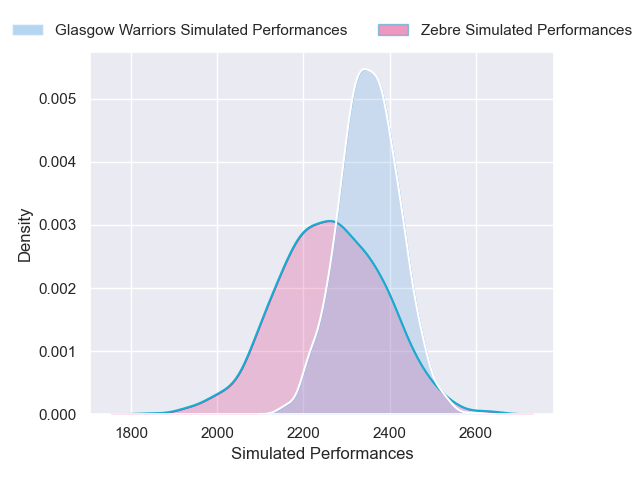 Glasgow Warriors Simulated Performances Zebre Simulated Performances
0.005
0.004
0.003
0.002
0.001
0.000
Density
1800 2000 2200 2400 2600
Simulated Performances